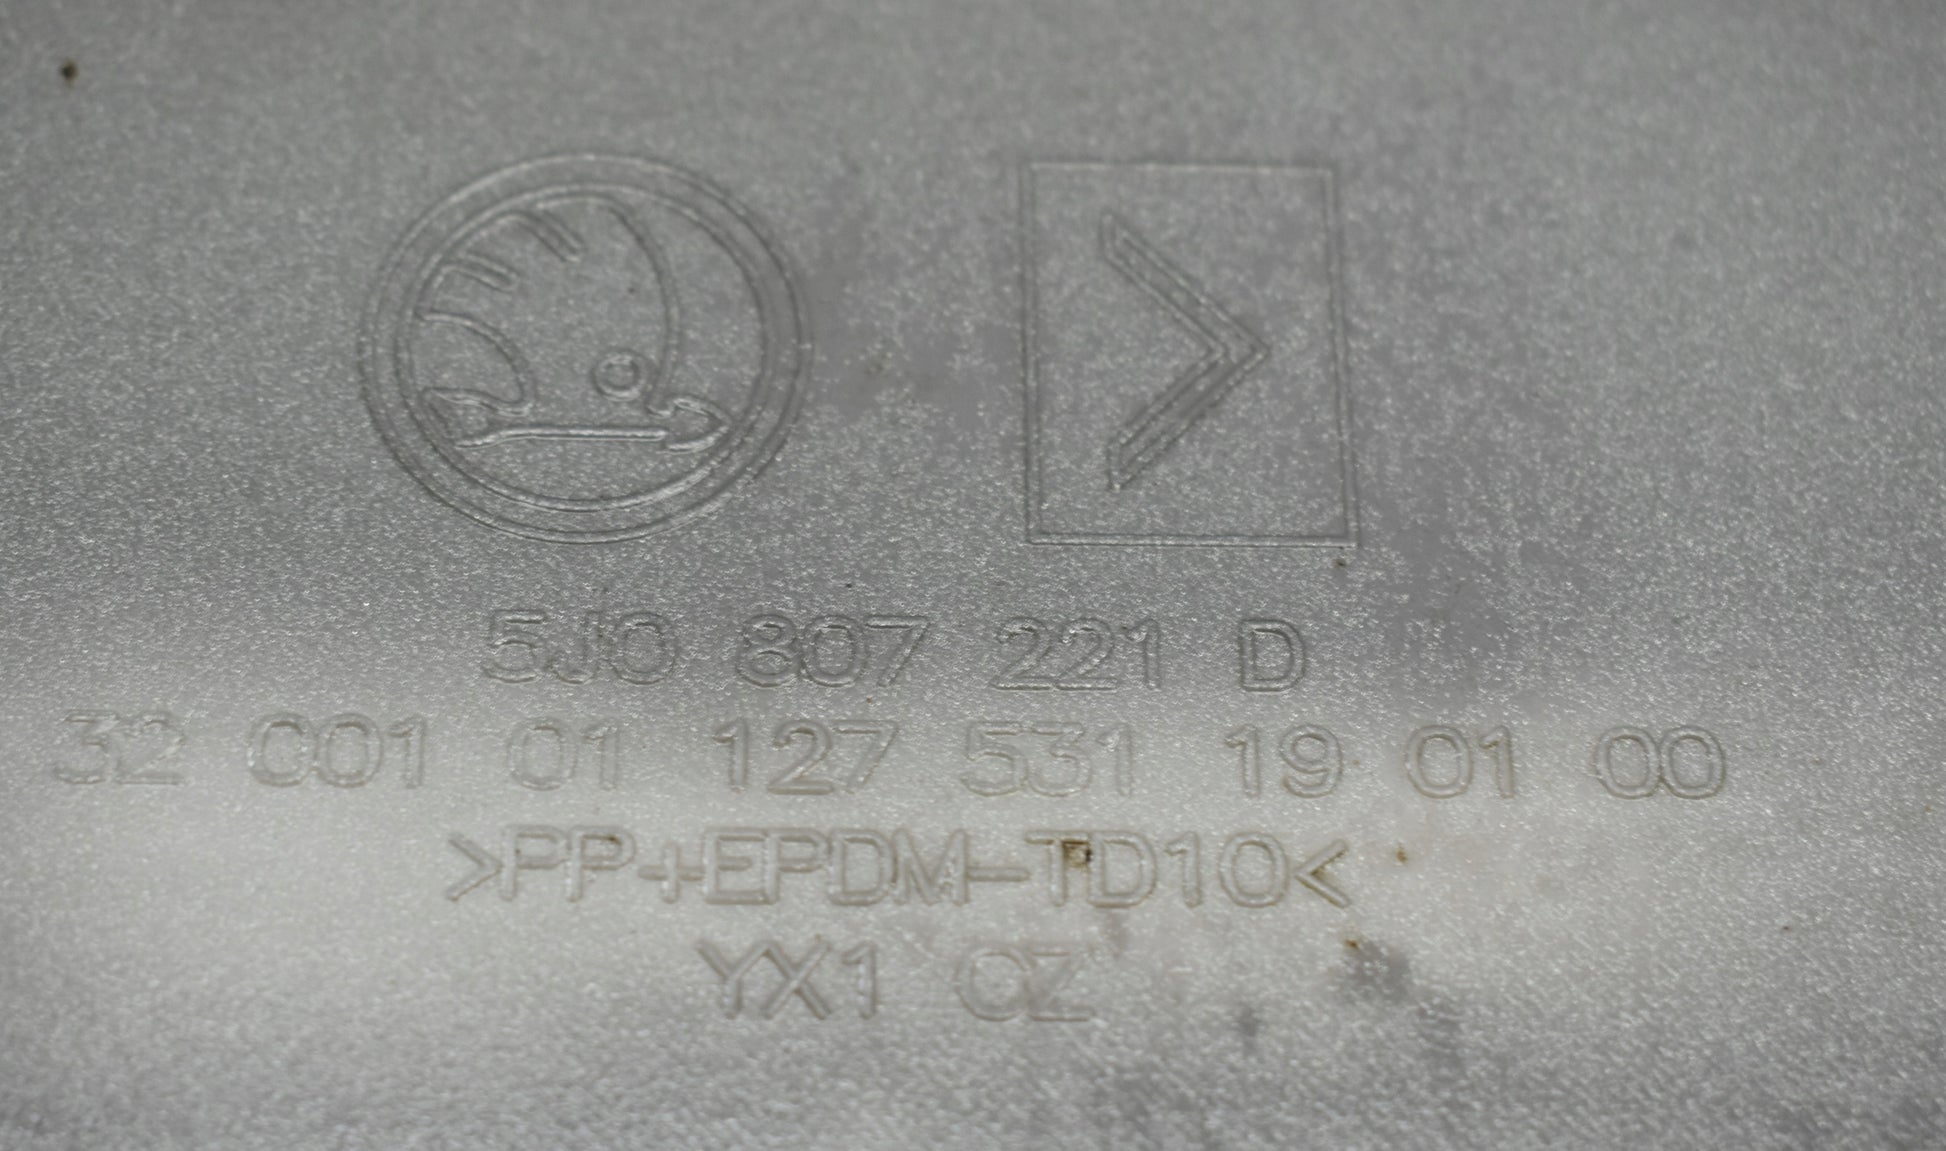 5J0 807 221 D
32 001 01 127 531 19 01 00
>PP+EPDM-TD10<
YX1 CZ